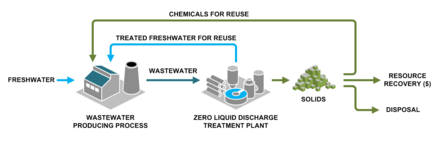 CHEMICALS FOR REUSE
TREATED FRESHWATER FOR REUSE
FRESHWATER
WASTEWATER
RESOURCE
RECOVERY ($)
SOLIDS
DISPOSAL
WASTEWATER
PRODUCING PROCESS
ZERO LIQUID DISCHARGE
TREATMENT PLANT